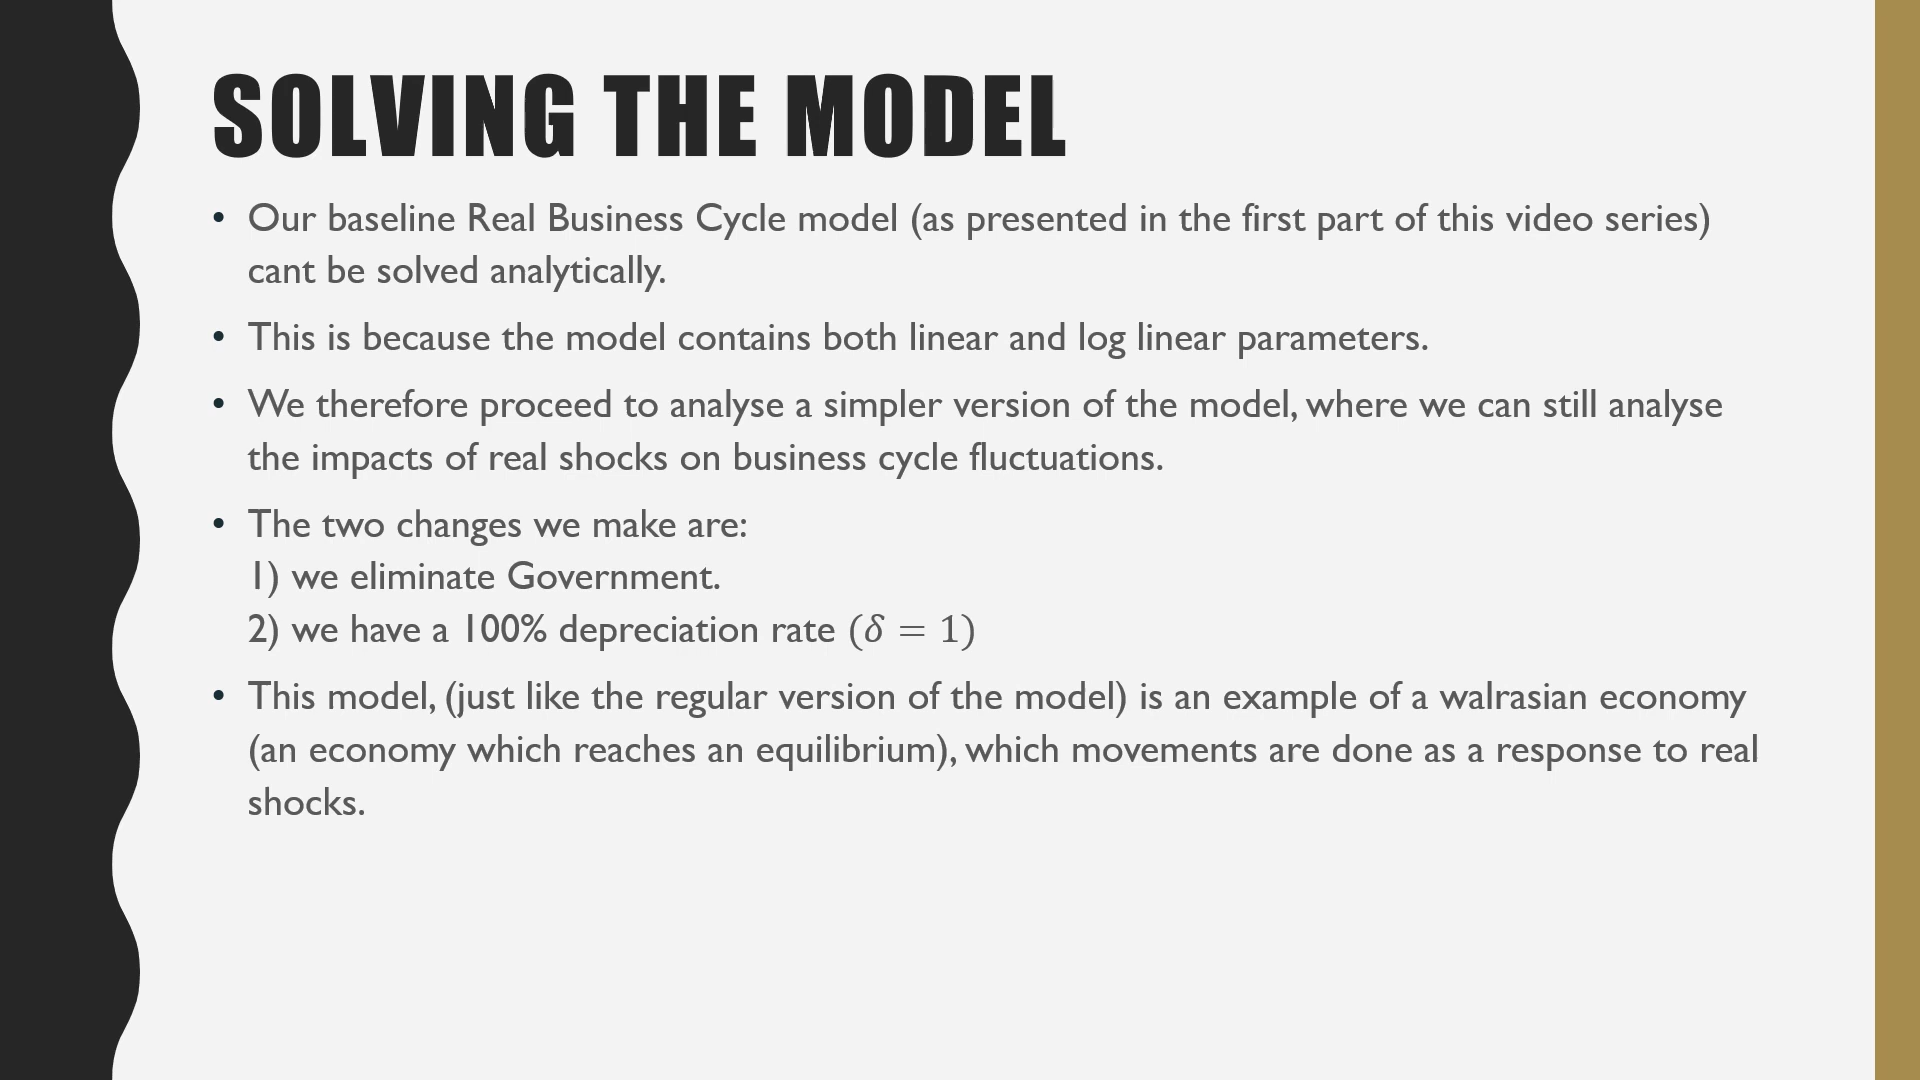 SOLVING THE MODEL
• Our baseline Real Business Cycle model (as presented in the first part of this video series)
cant be solved analytically.
• This is because the model contains both linear and log linear parameters.
• We therefore proceed to analyse a simpler version of the model, where we can still analyse
the impacts of real shocks on business cycle fluctuations.
• The two changes we make are:
1) we eliminate Government.
2) we have a 100% depreciation rate (𝛿 = 1)
• This model, (just like the regular version of the model) is an example of a walrasian economy
(an economy which reaches an equilibrium), which movements are done as a response to real
shocks.